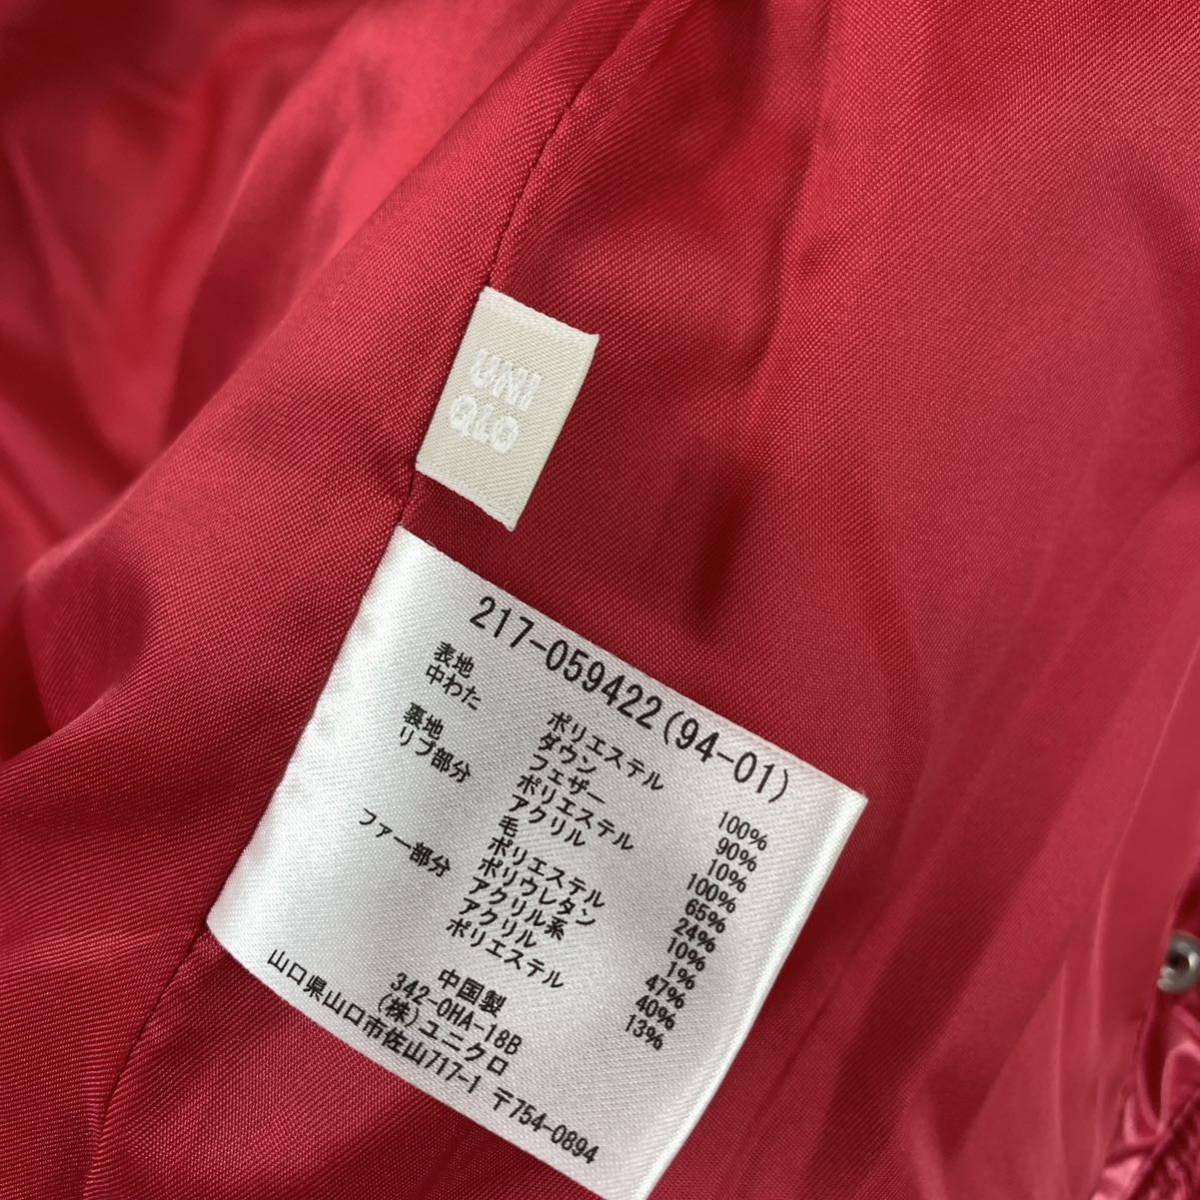 UNI
QLO
217-059422(94-01)
表地 ポリエステル 100%
中わた ダウン 90%
フェザー 10%
裏地 ポリエステル 100%
リブ部分 アクリル 65%
毛 24%
ポリエステル 10%
ポリウレタン 1%
ファー部分 アクリル系 47%
アクリル 40%
ポリエステル 13%
中国製
342-0HA-18B
(株)ユニクロ
山口県山口市佐山717-1 〒754-0894